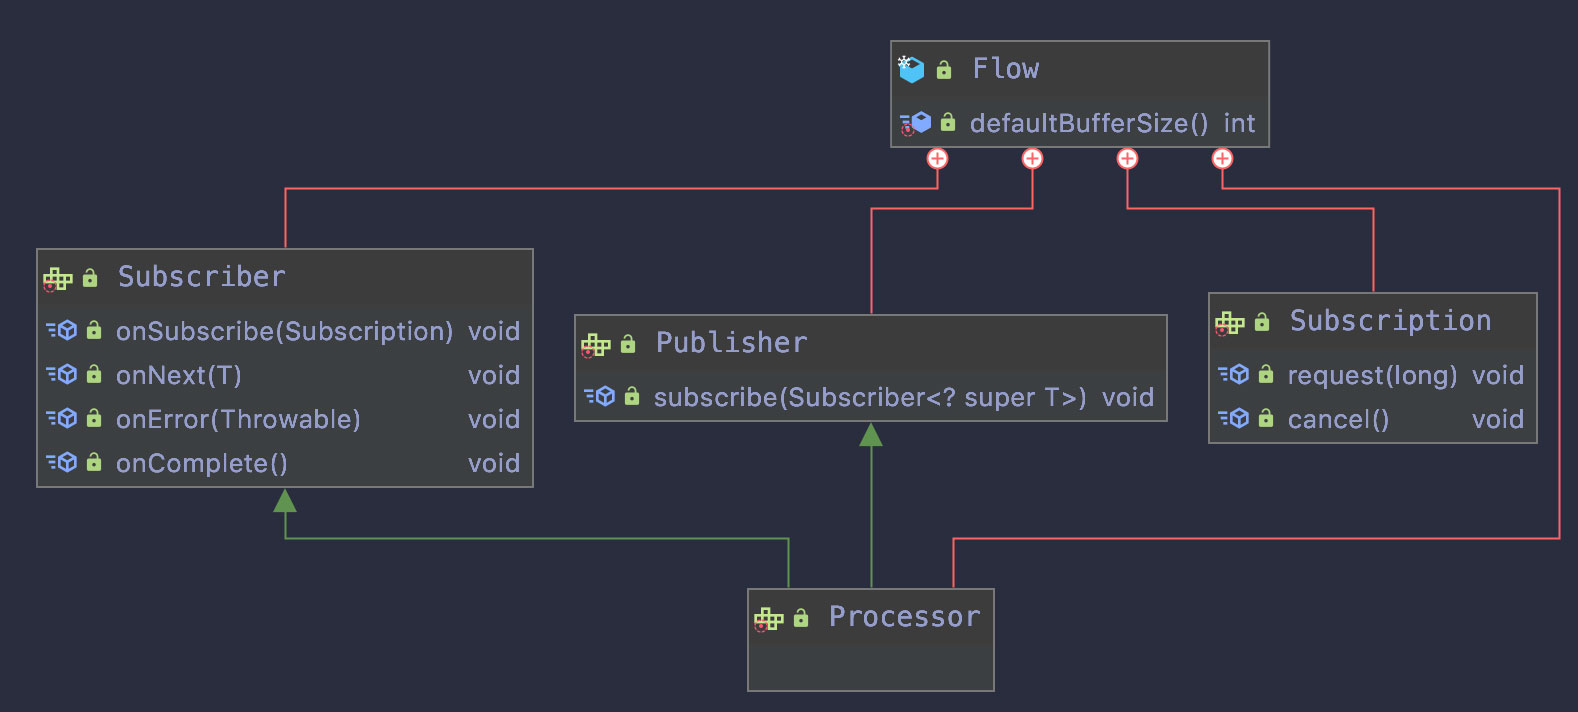 Flow
defaultBufferSize() int
Subscriber
onSubscribe(Subscription) void
onNext(T) void
onError(Throwable) void
onComplete() void
Publisher
subscribe(Subscriber<? super T>) void
Subscription
request(long) void
cancel() void
Processor